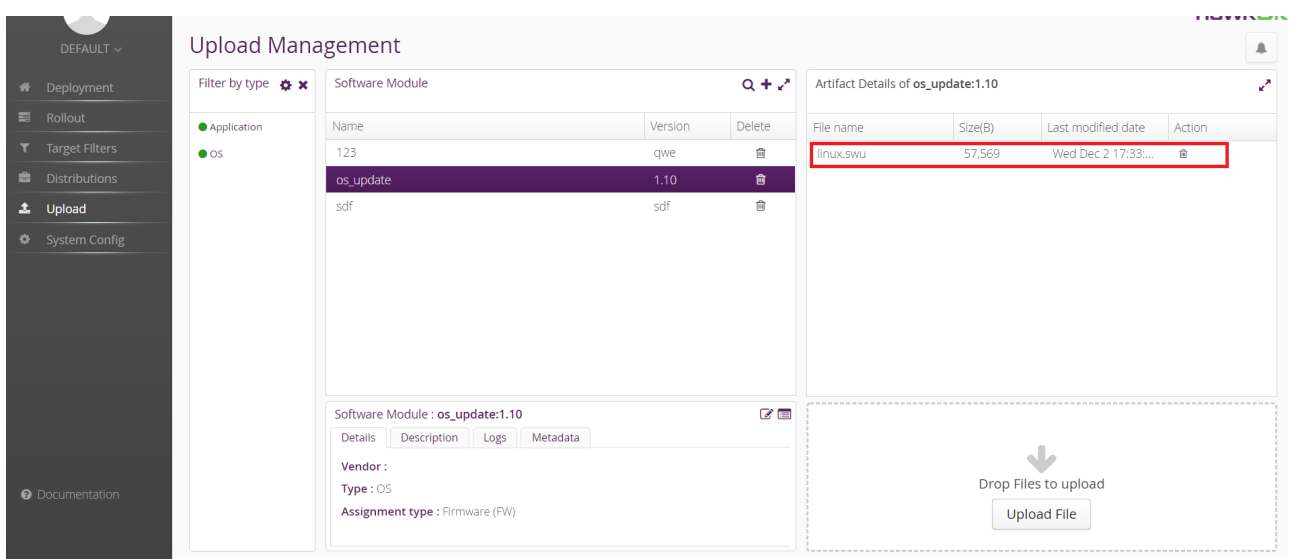 DEFAULT
Deployment
Rollout
Target Filters
Distributions
Upload
System Config
Documentation
Upload Management
Filter by type
Application
OS
Software Module
Name Version Delete
123 qwe
os_update 1.10
sdf sdf
Software Module : os_update:1.10
Details Description Logs Metadata
Vendor :
Type : OS
Assignment type : Firmware (FW)
Artifact Details of os_update:1.10
File name Size(B) Last modified date Action
linux.swu 57,569 Wed Dec 2 17:33:...
Drop Files to upload
Upload File